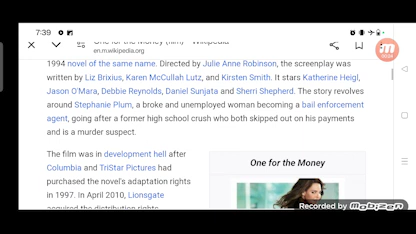 7:39
One for the Money (film) - Wikipedia
en.m.wikipedia.org
1994 novel of the same name. Directed by Julie Anne Robinson, the screenplay was
written by Liz Brixius, Karen McCullah Lutz, and Kirsten Smith. It stars Katherine Heigl,
Jason O'Mara, Debbie Reynolds, Daniel Sunjata and Sherri Shepherd. The story revolves
around Stephanie Plum, a broke and unemployed woman becoming a bail enforcement
agent, going after a former high school crush who both skipped out on his payments
and is a murder suspect.
The film was in development hell after
Columbia and TriStar Pictures had
purchased the novel's adaptation rights
in 1997. In April 2010, Lionsgate
acquired the distribution rights
One for the Money
Recorded by Mobizen